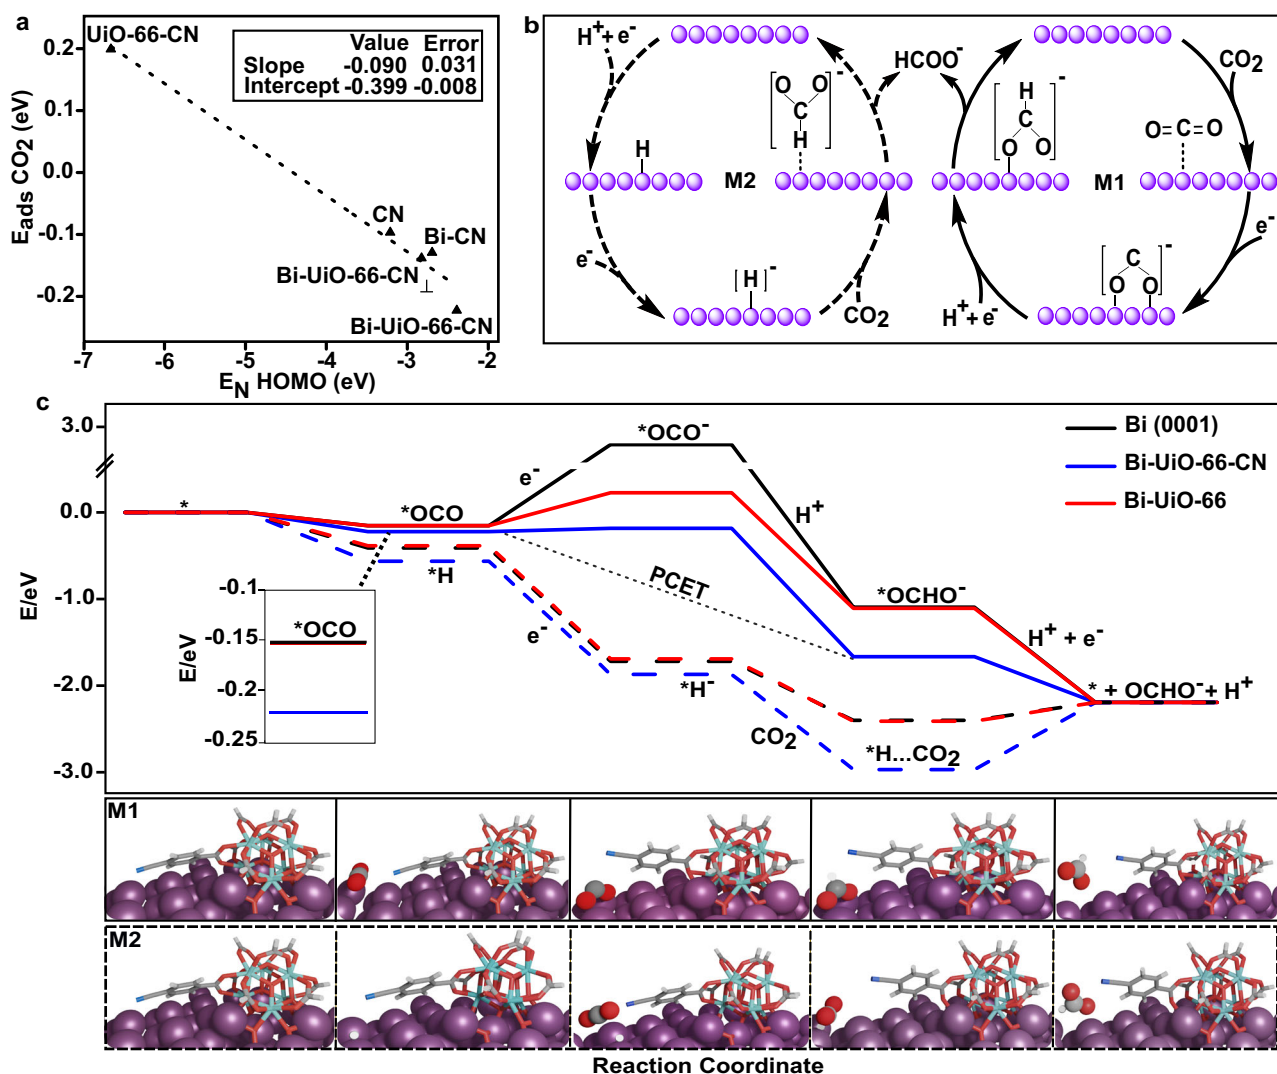 a
UiO-66-CN
Value Error
Slope -0.090 0.031
Intercept -0.399 -0.008
CN
Bi-CN
Bi-UiO-66-CN
⊥
Bi-UiO-66-CN
0.2
0.1
0.0
-0.1
-0.2
Eads CO2 (eV)
-7 -6 -5 -4 -3 -2
EN HOMO (eV)
b
H+ + e-
HCOO-
CO2
O O - C H
H - C O O
O=C=O
H
M2
M1
e-
[H]-
CO2
H+ + e-
C - O O
e-
c
3.0
0.0
-1.0
-2.0
-3.0
E/eV
*
*OCO
e-
*OCO-
H+
*OCHO-
H+ + e-
* + OCHO- + H+
*H
e-
*H-
CO2
*H...CO2
PCET
Bi (0001)
Bi-UiO-66-CN
Bi-UiO-66
-0.1
-0.15
-0.2
-0.25
E/eV
*OCO
M1
M2
Reaction Coordinate